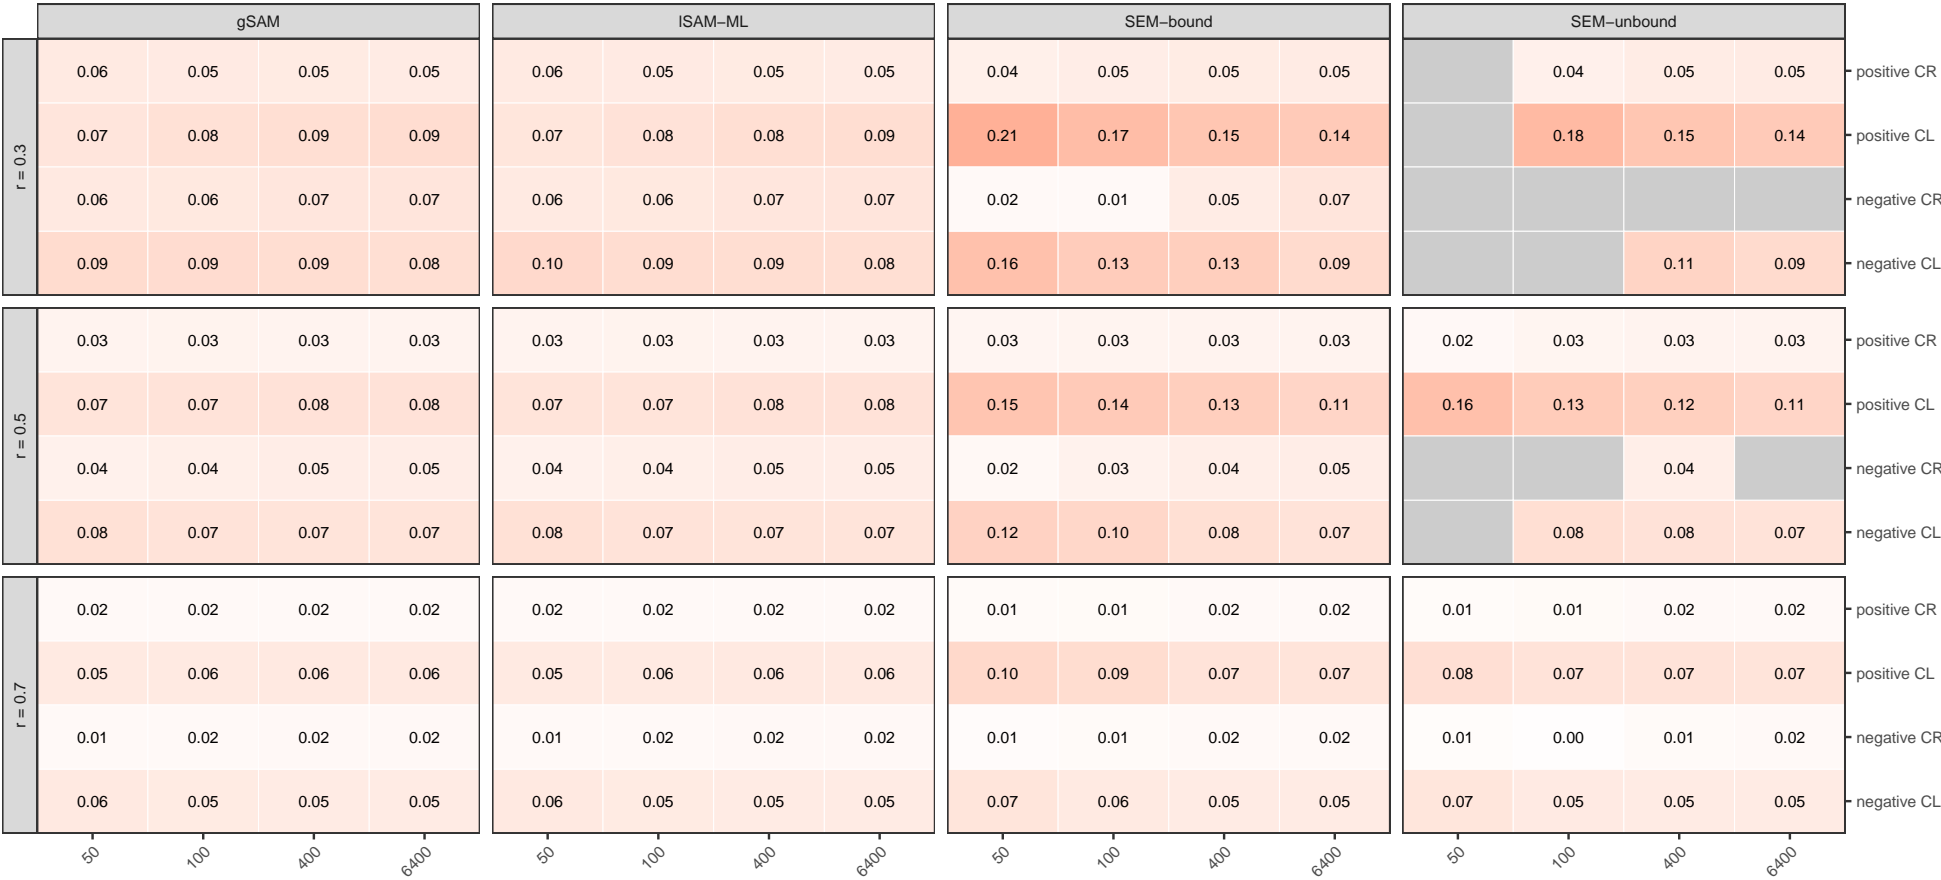 gSAM lSAM−ML SEM−bound SEM−unbound
r = 0.3
0.06 0.05 0.05 0.05 0.06 0.05 0.05 0.05 0.04 0.05 0.05 0.05 0.04 0.05 0.05 positive CR
0.07 0.08 0.09 0.09 0.07 0.08 0.08 0.09 0.21 0.17 0.15 0.14 0.18 0.15 0.14 positive CL
0.06 0.06 0.07 0.07 0.06 0.06 0.07 0.07 0.02 0.01 0.05 0.07 negative CR
0.09 0.09 0.09 0.08 0.10 0.09 0.09 0.08 0.16 0.13 0.13 0.09 0.11 0.09 negative CL
r = 0.5
0.03 0.03 0.03 0.03 0.03 0.03 0.03 0.03 0.03 0.03 0.03 0.03 0.02 0.03 0.03 0.03 positive CR
0.07 0.07 0.08 0.08 0.07 0.07 0.08 0.08 0.15 0.14 0.13 0.11 0.16 0.13 0.12 0.11 positive CL
0.04 0.04 0.05 0.05 0.04 0.04 0.05 0.05 0.02 0.03 0.04 0.05 0.04 negative CR
0.08 0.07 0.07 0.07 0.08 0.07 0.07 0.07 0.12 0.10 0.08 0.07 0.08 0.08 0.07 negative CL
r = 0.7
0.02 0.02 0.02 0.02 0.02 0.02 0.02 0.02 0.01 0.01 0.02 0.02 0.01 0.01 0.02 0.02 positive CR
0.05 0.06 0.06 0.06 0.05 0.06 0.06 0.06 0.10 0.09 0.07 0.07 0.08 0.07 0.07 0.07 positive CL
0.01 0.02 0.02 0.02 0.01 0.02 0.02 0.02 0.01 0.01 0.02 0.02 0.01 0.00 0.01 0.02 negative CR
0.06 0.05 0.05 0.05 0.06 0.05 0.05 0.05 0.07 0.06 0.05 0.05 0.07 0.05 0.05 0.05 negative CL
50 100 400 6400 50 100 400 6400 50 100 400 6400 50 100 400 6400